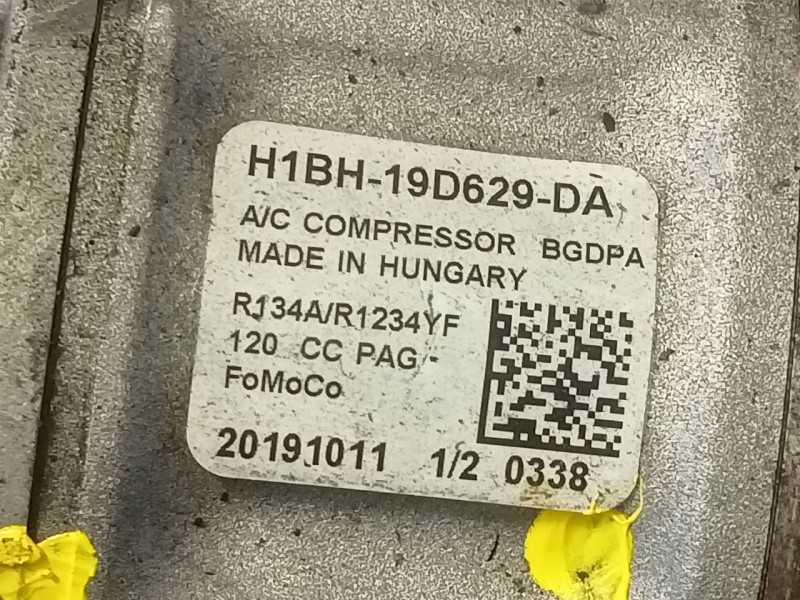 H1BH-19D629-DA
A/C COMPRESSOR BGDPA
MADE IN HUNGARY
R134A/R1234YF
120 CC PAG -
FoMoCo
20191011 1/2 0338